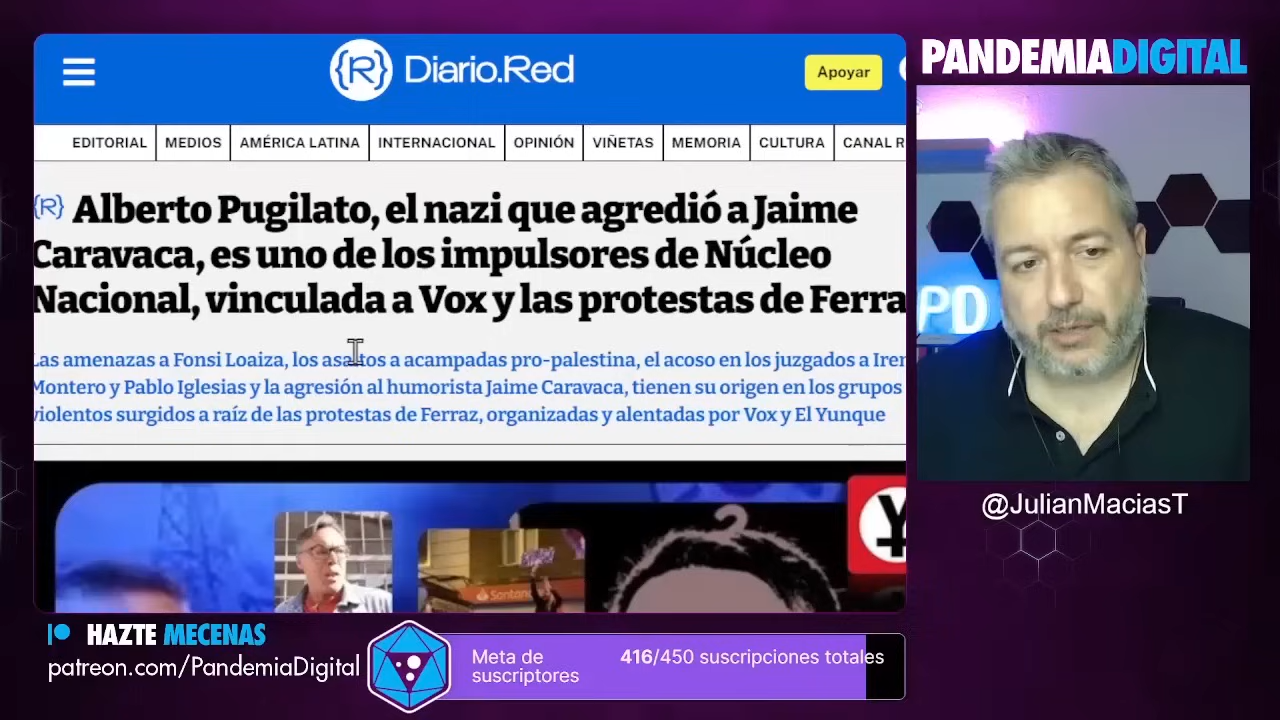 {R} Diario.Red
Apoyar
EDITORIAL MEDIOS AMÉRICA LATINA INTERNACIONAL OPINIÓN VIÑETAS MEMORIA CULTURA CANAL R
{R} Alberto Pugilato, el nazi que agredió a Jaime
Caravaca, es uno de los impulsores de Núcleo
Nacional, vinculada a Vox y las protestas de Ferra
Las amenazas a Fonsi Loaiza, los asaltos a acampadas pro-palestina, el acoso en los juzgados a Iren
Montero y Pablo Iglesias y la agresión al humorista Jaime Caravaca, tienen su origen en los grupos
violentos surgidos a raíz de las protestas de Ferraz, organizadas y alentadas por Vox y El Yunque
Santander
PANDEMIADIGITAL
PD
@JulianMaciasT
HAZTE MECENAS
patreon.com/PandemiaDigital
Meta de
suscriptores
416/450 suscripciones totales